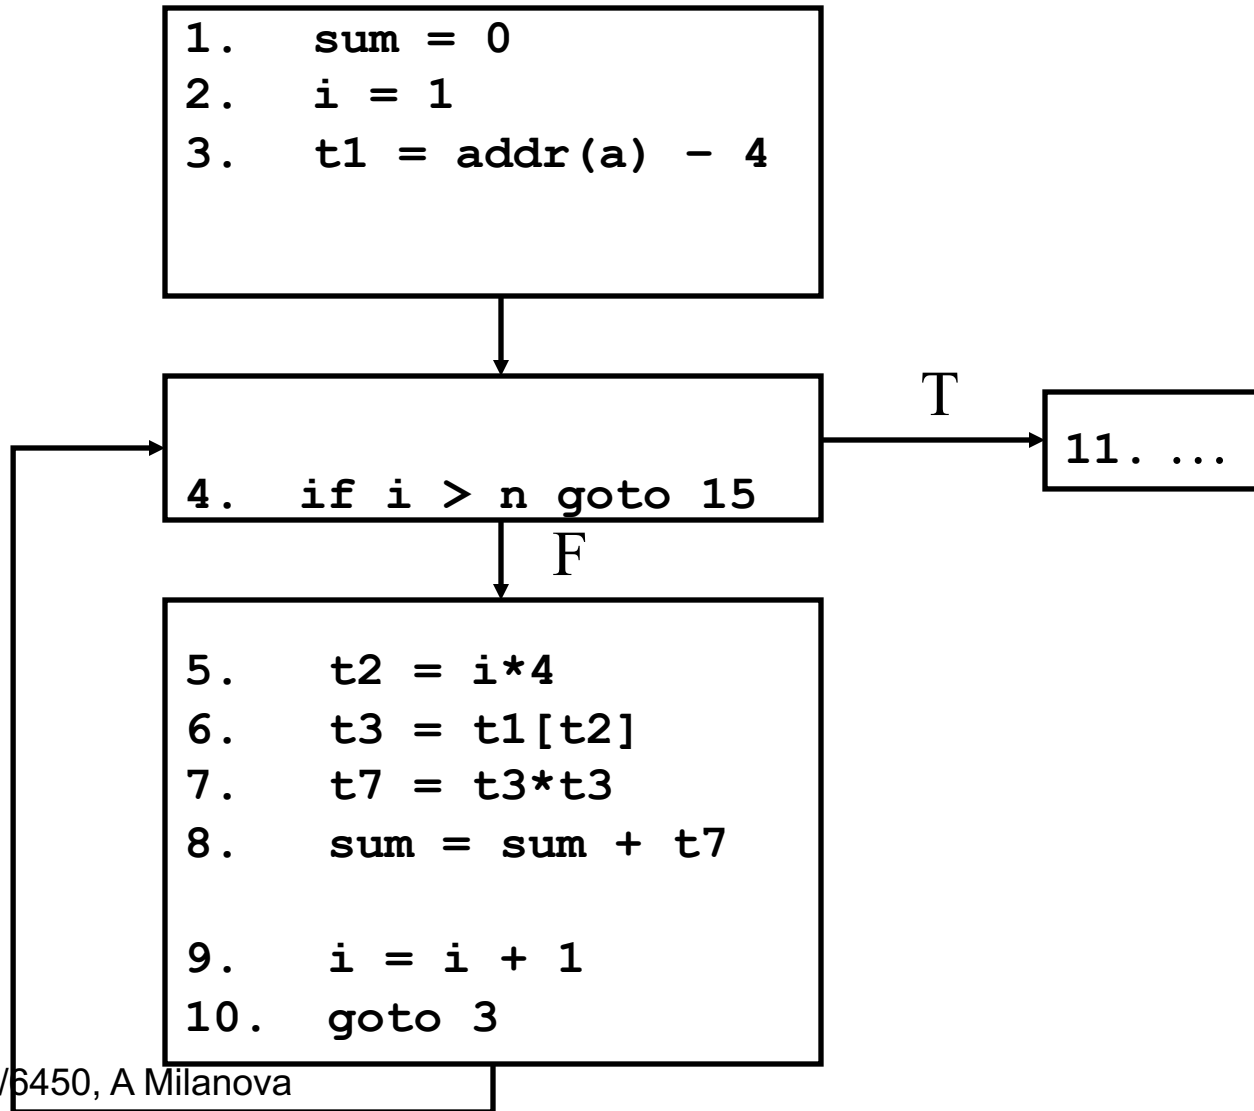 1. sum = 0
2. i = 1
3. t1 = addr(a) – 4
T
11. ...
4. if i > n goto 15
F
5. t2 = i*4
6. t3 = t1[t2]
7. t7 = t3*t3
8. sum = sum + t7
9. i = i + 1
10. goto 3
/6450, A Milanova